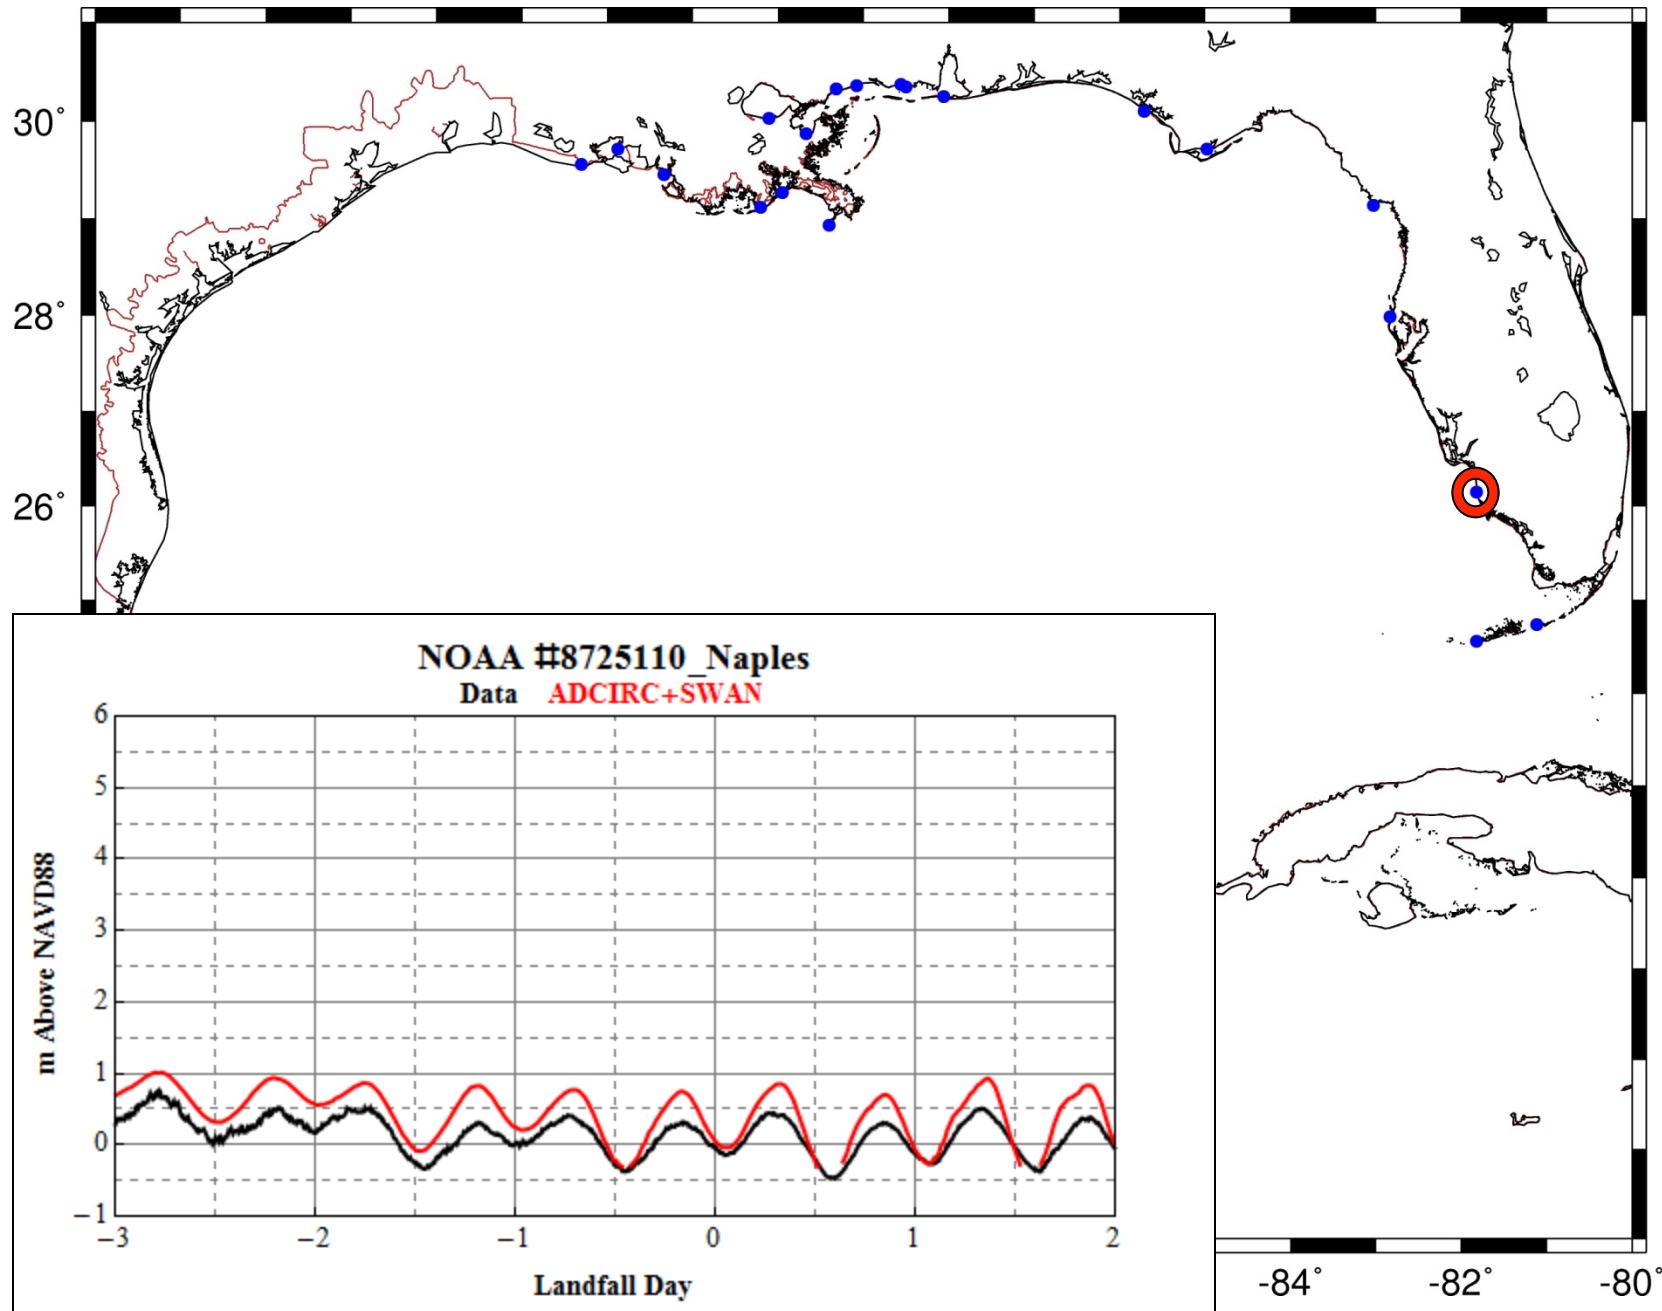 30°
28°
26°
NOAA #8725110_Naples
Data ADCIRC+SWAN
6
5
4
3
2
1
0
−1
m Above NAVD88
−3 −2 −1 0 1 2
Landfall Day
-84° -82° -80°